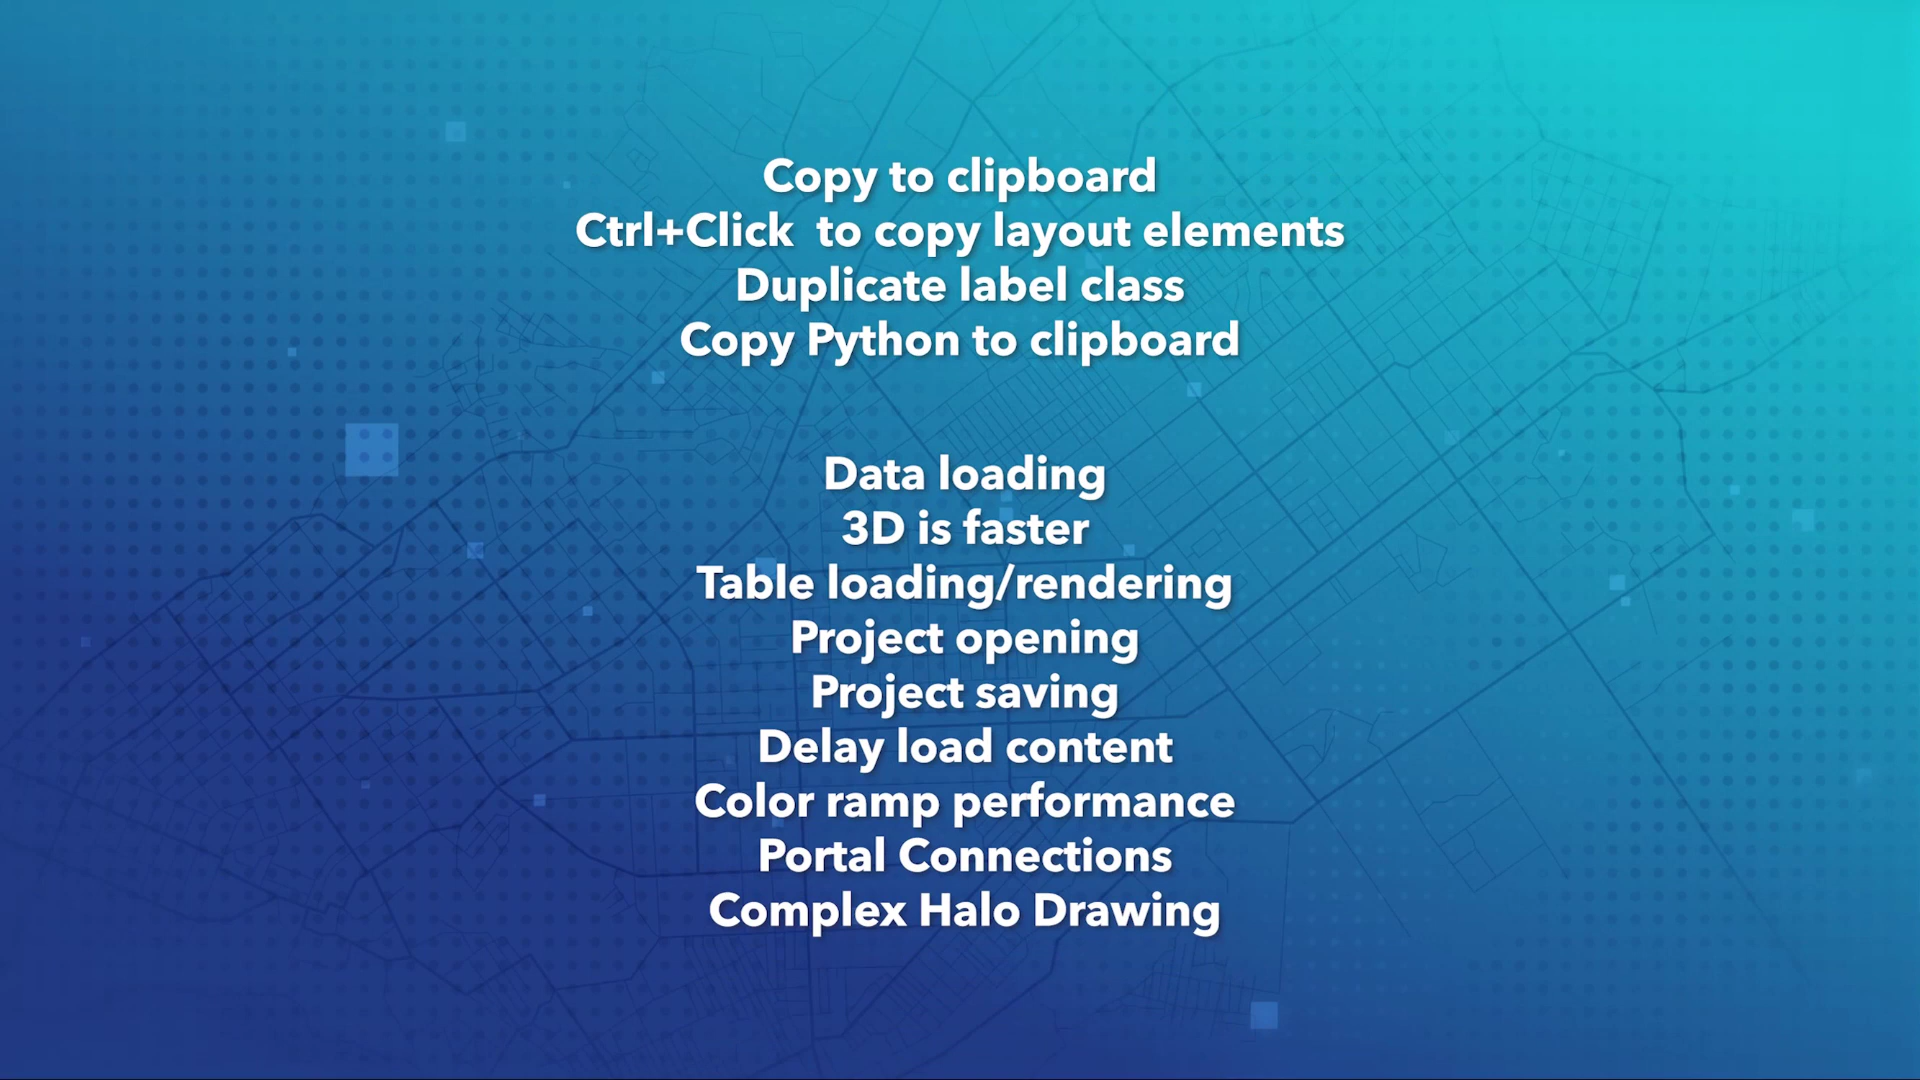 Copy to clipboard
Ctrl+Click  to copy layout elements
Duplicate label class
Copy Python to clipboard
Data loading
3D is faster
Table loading/rendering
Project opening
Project saving
Delay load content
Color ramp performance
Portal Connections
Complex Halo Drawing